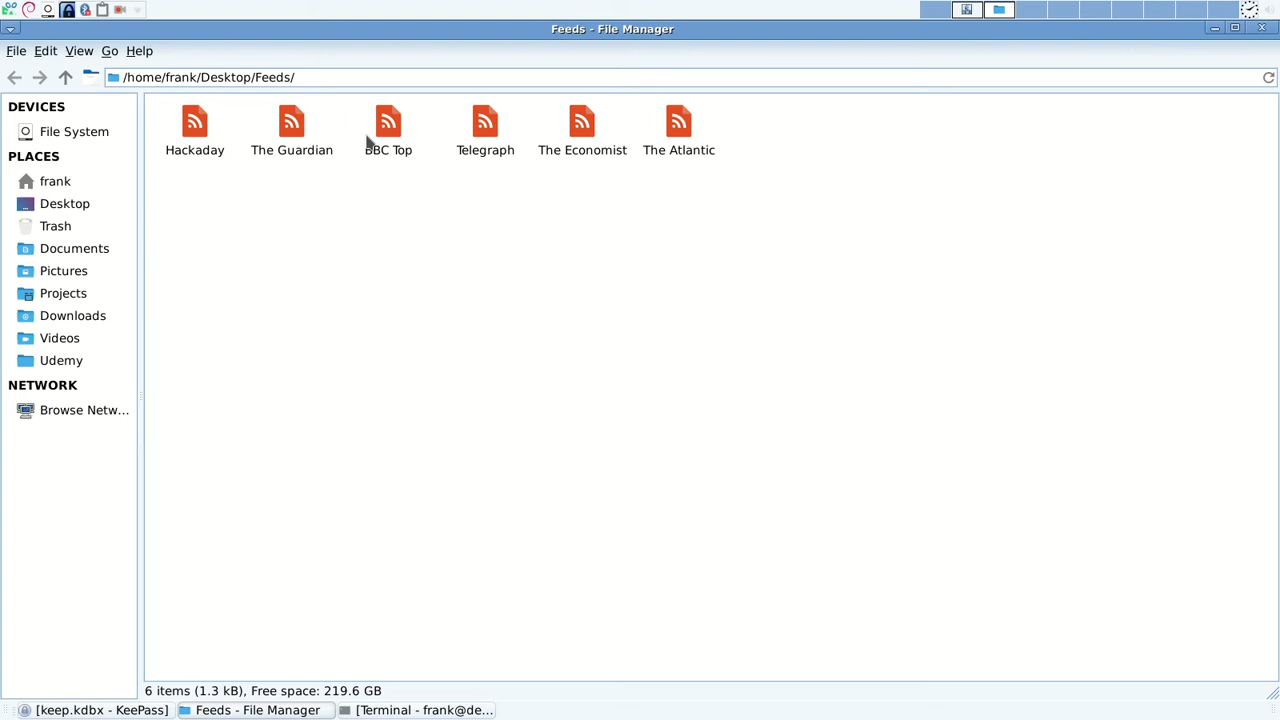 Feeds - File Manager
File Edit View Go Help
/home/frank/Desktop/Feeds/
DEVICES
File System
PLACES
frank
Desktop
Trash
Documents
Pictures
Projects
Downloads
Videos
Udemy
NETWORK
Browse Netw...
Hackaday The Guardian BBC Top Telegraph The Economist The Atlantic
6 items (1.3 kB), Free space: 219.6 GB
[keep.kdbx - KeePass] Feeds - File Manager [Terminal - frank@de...